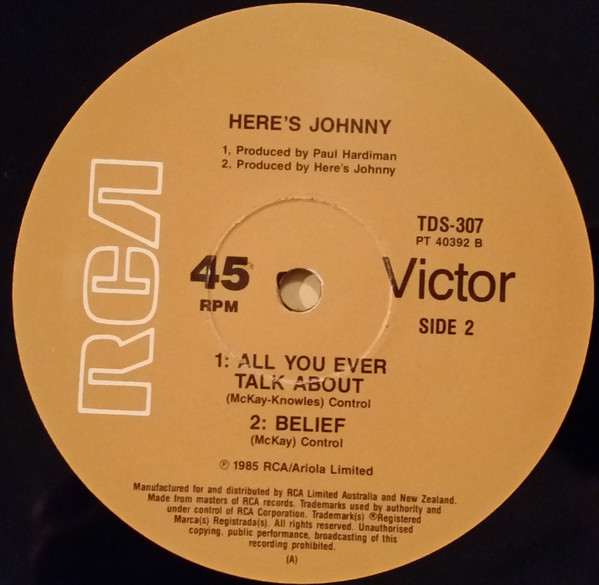 HERE'S JOHNNY
1, Produced by Paul Hardiman
2, Produced by Here's Johnny
RCA
TDS-307
PT 40392 B
45
RPM
Victor
SIDE 2
1: ALL YOU EVER
TALK ABOUT
(McKay-Knowles) Control
2: BELIEF
(McKay) Control
℗ 1985 RCA/Ariola Limited
Manufactured for and distributed by RCA Limited Australia and New Zealand.
Made from masters of RCA records. Trademarks used by authority and
under control of RCA Corporation. Trademark(s) ®Registered
Marca(s) Registrada(s). All rights reserved. Unauthorised
copying, public performance, broadcasting of this
recording prohibited.
(A)